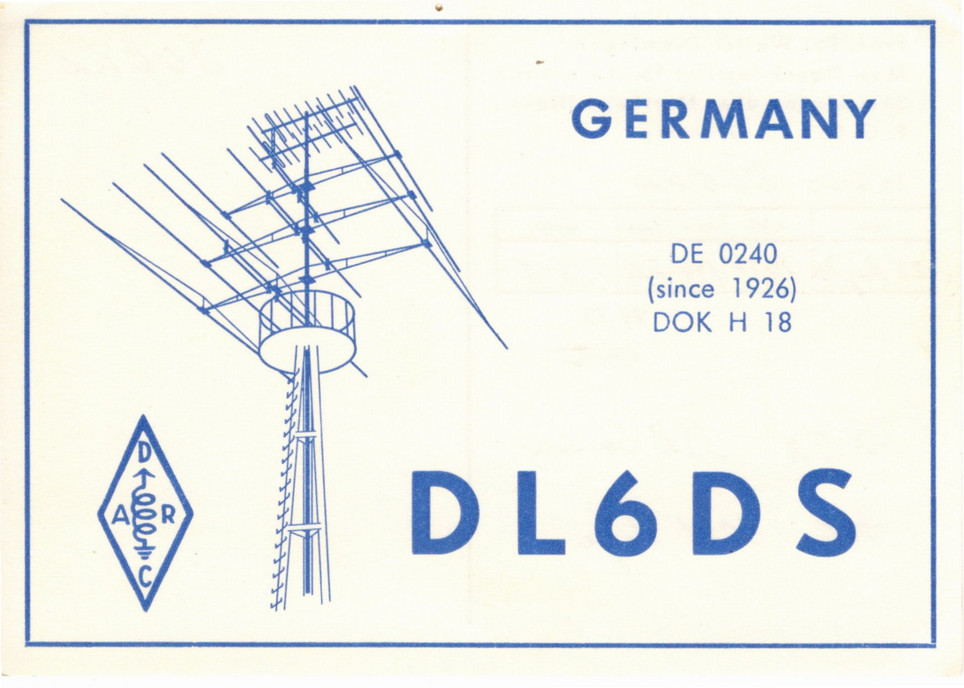 GERMANY
DE 0240
(since 1926)
DOK H 18
DL6DS
D
A R
C